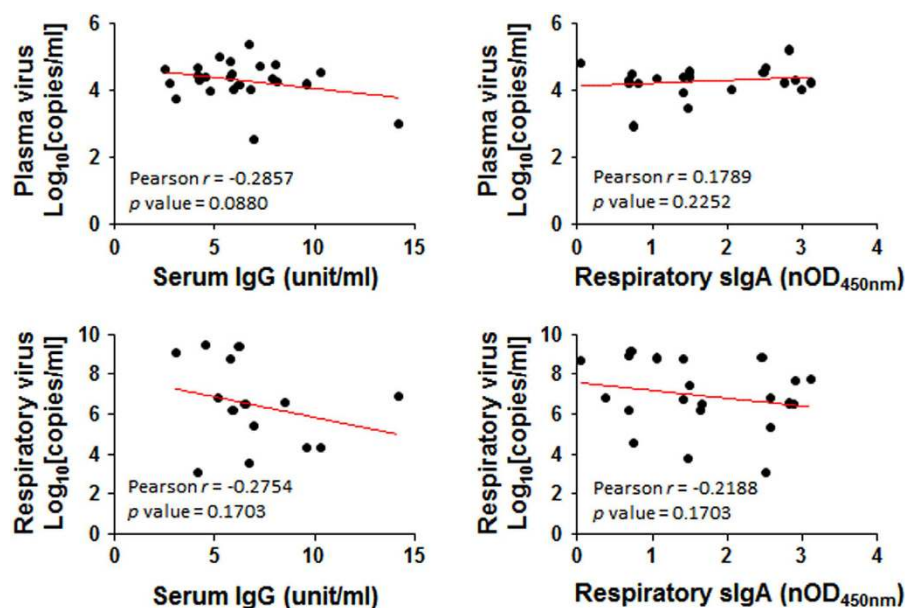 Plasma virus
Log₁₀[copies/ml]
6
4
2
0
Pearson r = -0.2857
p value = 0.0880
0
5
10
15
Serum IgG (unit/ml)
Plasma virus
Log₁₀[copies/ml]
6
4
2
0
Pearson r = 0.1789
p value = 0.2252
0
1
2
3
4
Respiratory sIgA (nOD₄₅₀ₙₘ)
Respiratory virus
Log₁₀[copies/ml]
10
8
6
4
2
0
Pearson r = -0.2754
p value = 0.1703
0
5
10
15
Serum IgG (unit/ml)
Respiratory virus
Log₁₀[copies/ml]
10
8
6
4
2
0
Pearson r = -0.2188
p value = 0.1703
0
1
2
3
4
Respiratory sIgA (nOD₄₅₀ₙₘ)